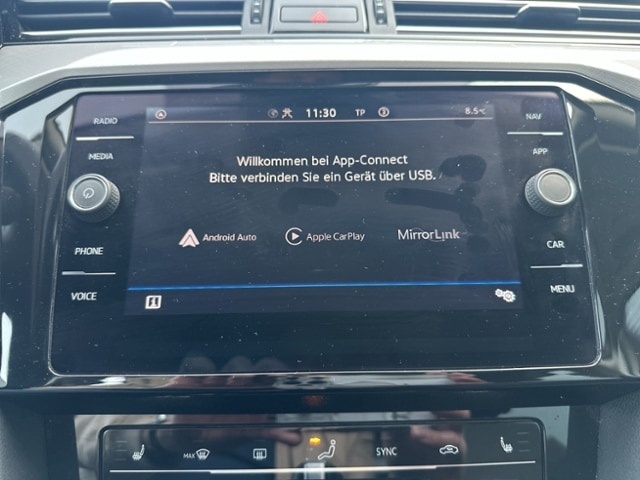 RADIO
11:30 TP 8.5°C
NAV
MEDIA
APP
Willkommen bei App-Connect
Bitte verbinden Sie ein Gerät über USB.
Android Auto Apple CarPlay MirrorLink
PHONE
CAR
VOICE
MENU
MAX SYNC